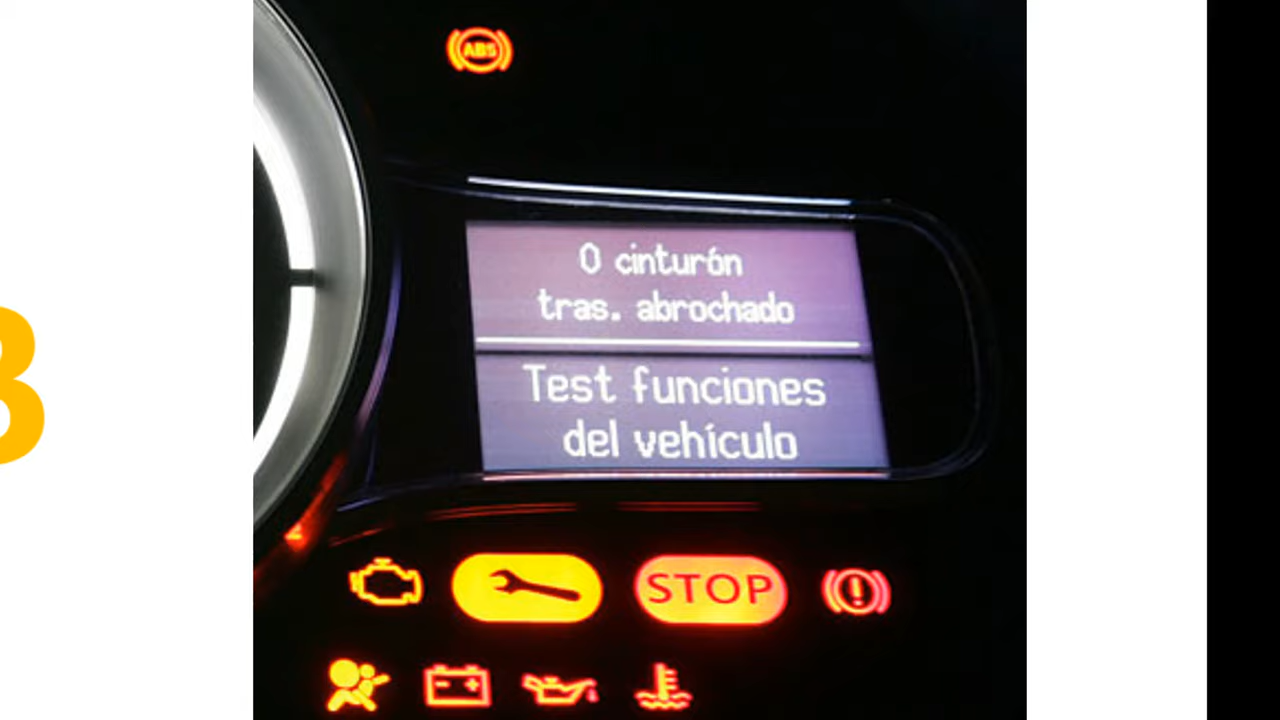 ABS
0 cinturón
tras. abrochado
Test funciones
del vehículo
STOP